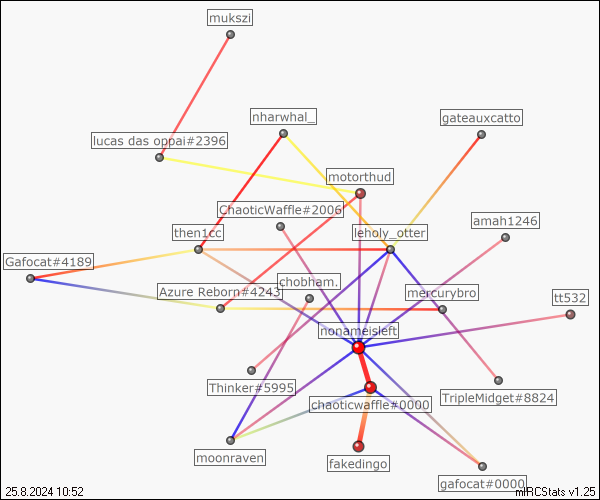 mukszi
nharwhal_
gateauxcatto
lucas das oppai#2396
motorthud
ChaoticWaffle#2006
amah1246
then1cc
leholy_otter
Gafocat#4189
chobham.
Azure Reborn#4243
mercurybro
tt532
nonameisleft
Thinker#5995
TripleMidget#8824
chaoticwaffle#0000
moonraven
fakedingo
gafocat#0000
25.8.2024 10:52
mIRCStats v1.25